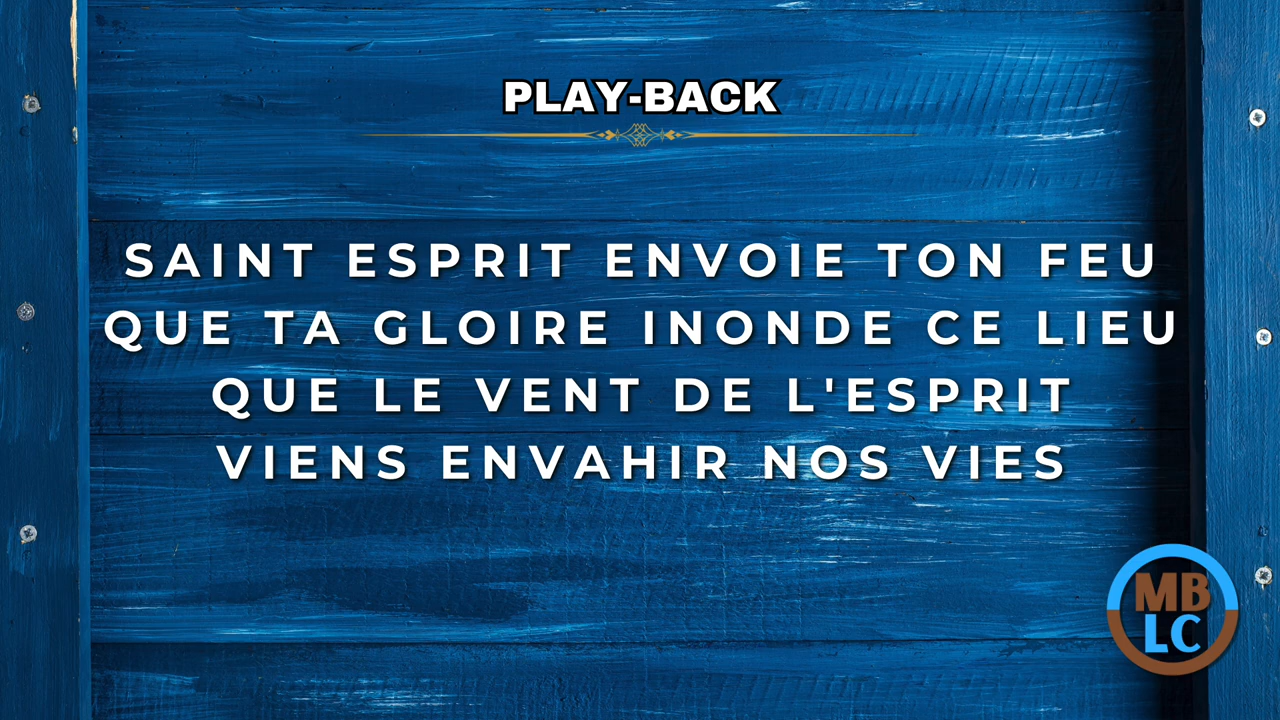 PLAY-BACK
SAINT ESPRIT ENVOIE TON FEU
QUE TA GLOIRE INONDE CE LIEU
QUE LE VENT DE L'ESPRIT
VIENS ENVAHIR NOS VIES
MB
LC